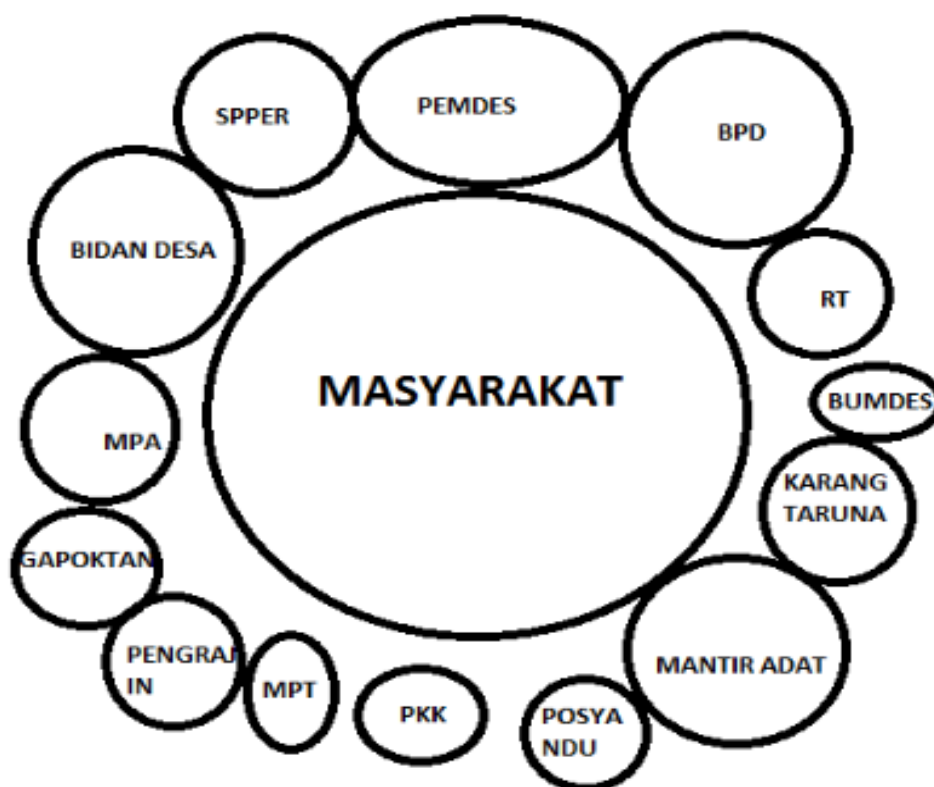 SPPER
PEMDES
BPD
BIDAN DESA
RT
MASYARAKAT
BUMDES
MPA
KARANG
TARUNA
GAPOKTAN
PENGRAJ
IN
MPT
PKK
POSYA
NDU
MANTIR ADAT